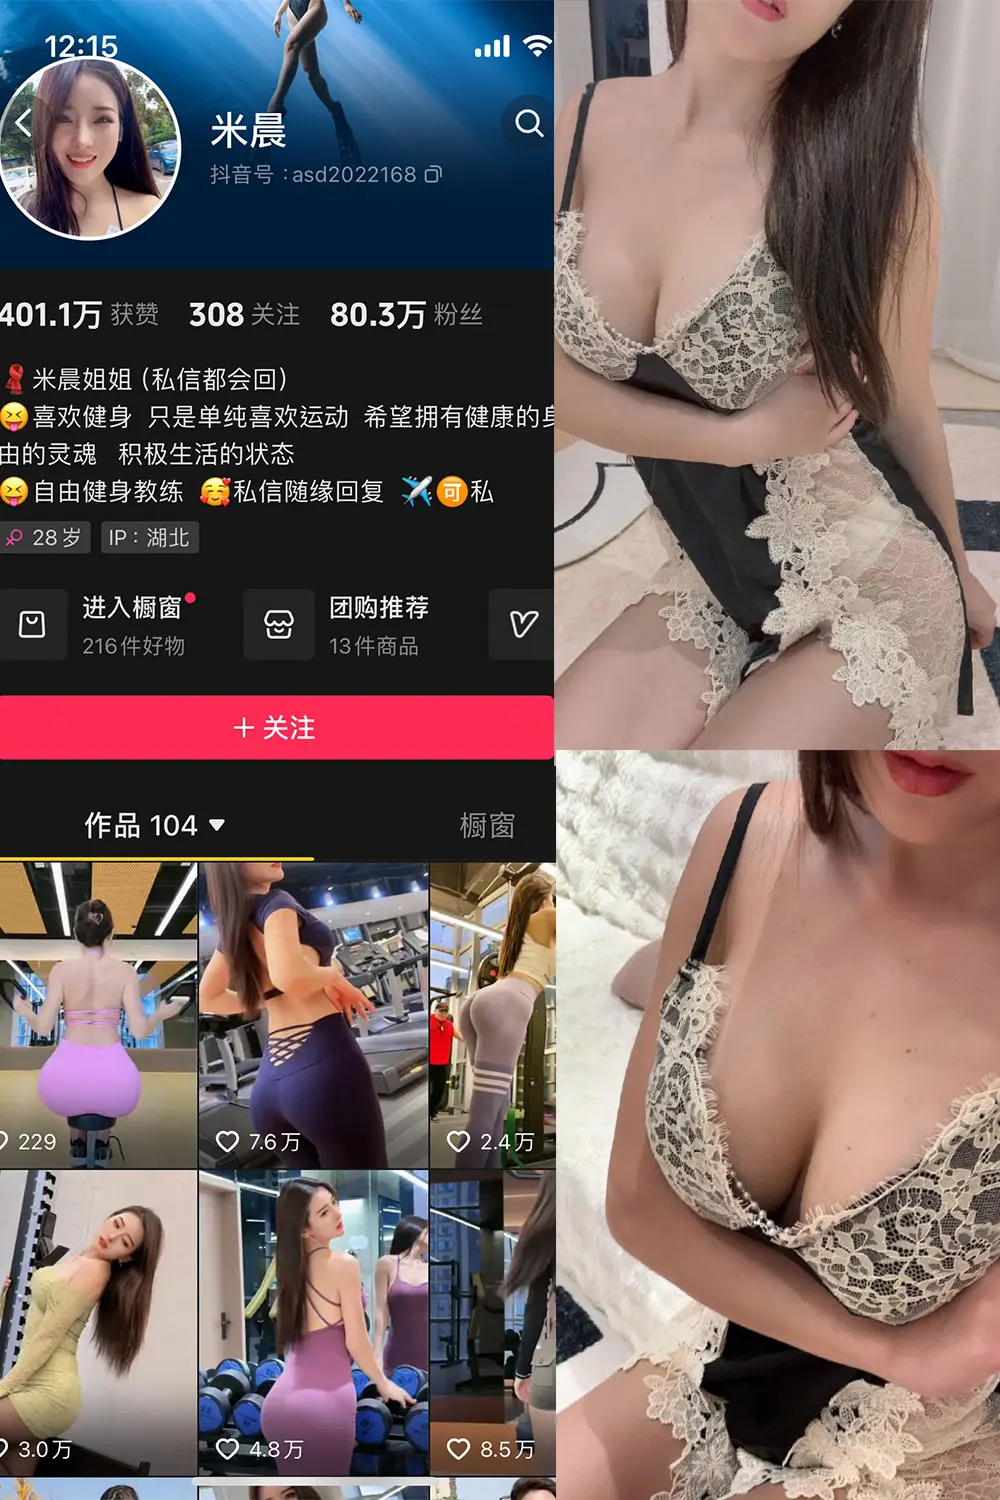 12:15
米晨
抖音号：asd2022168
401.1万 获赞 308 关注 80.3万 粉丝
米晨姐姐 (私信都会回)
喜欢健身 只是单纯喜欢运动 希望拥有健康的身
由的灵魂 积极生活的状态
自由健身教练 🥰私信随缘回复 ✈️🉑私
♀ 28岁 IP：湖北
进入橱窗
216件好物
团购推荐
13件商品
+ 关注
作品 104 ▼ 橱窗
229 7.6万 2.4万
3.0万 4.8万 8.5万